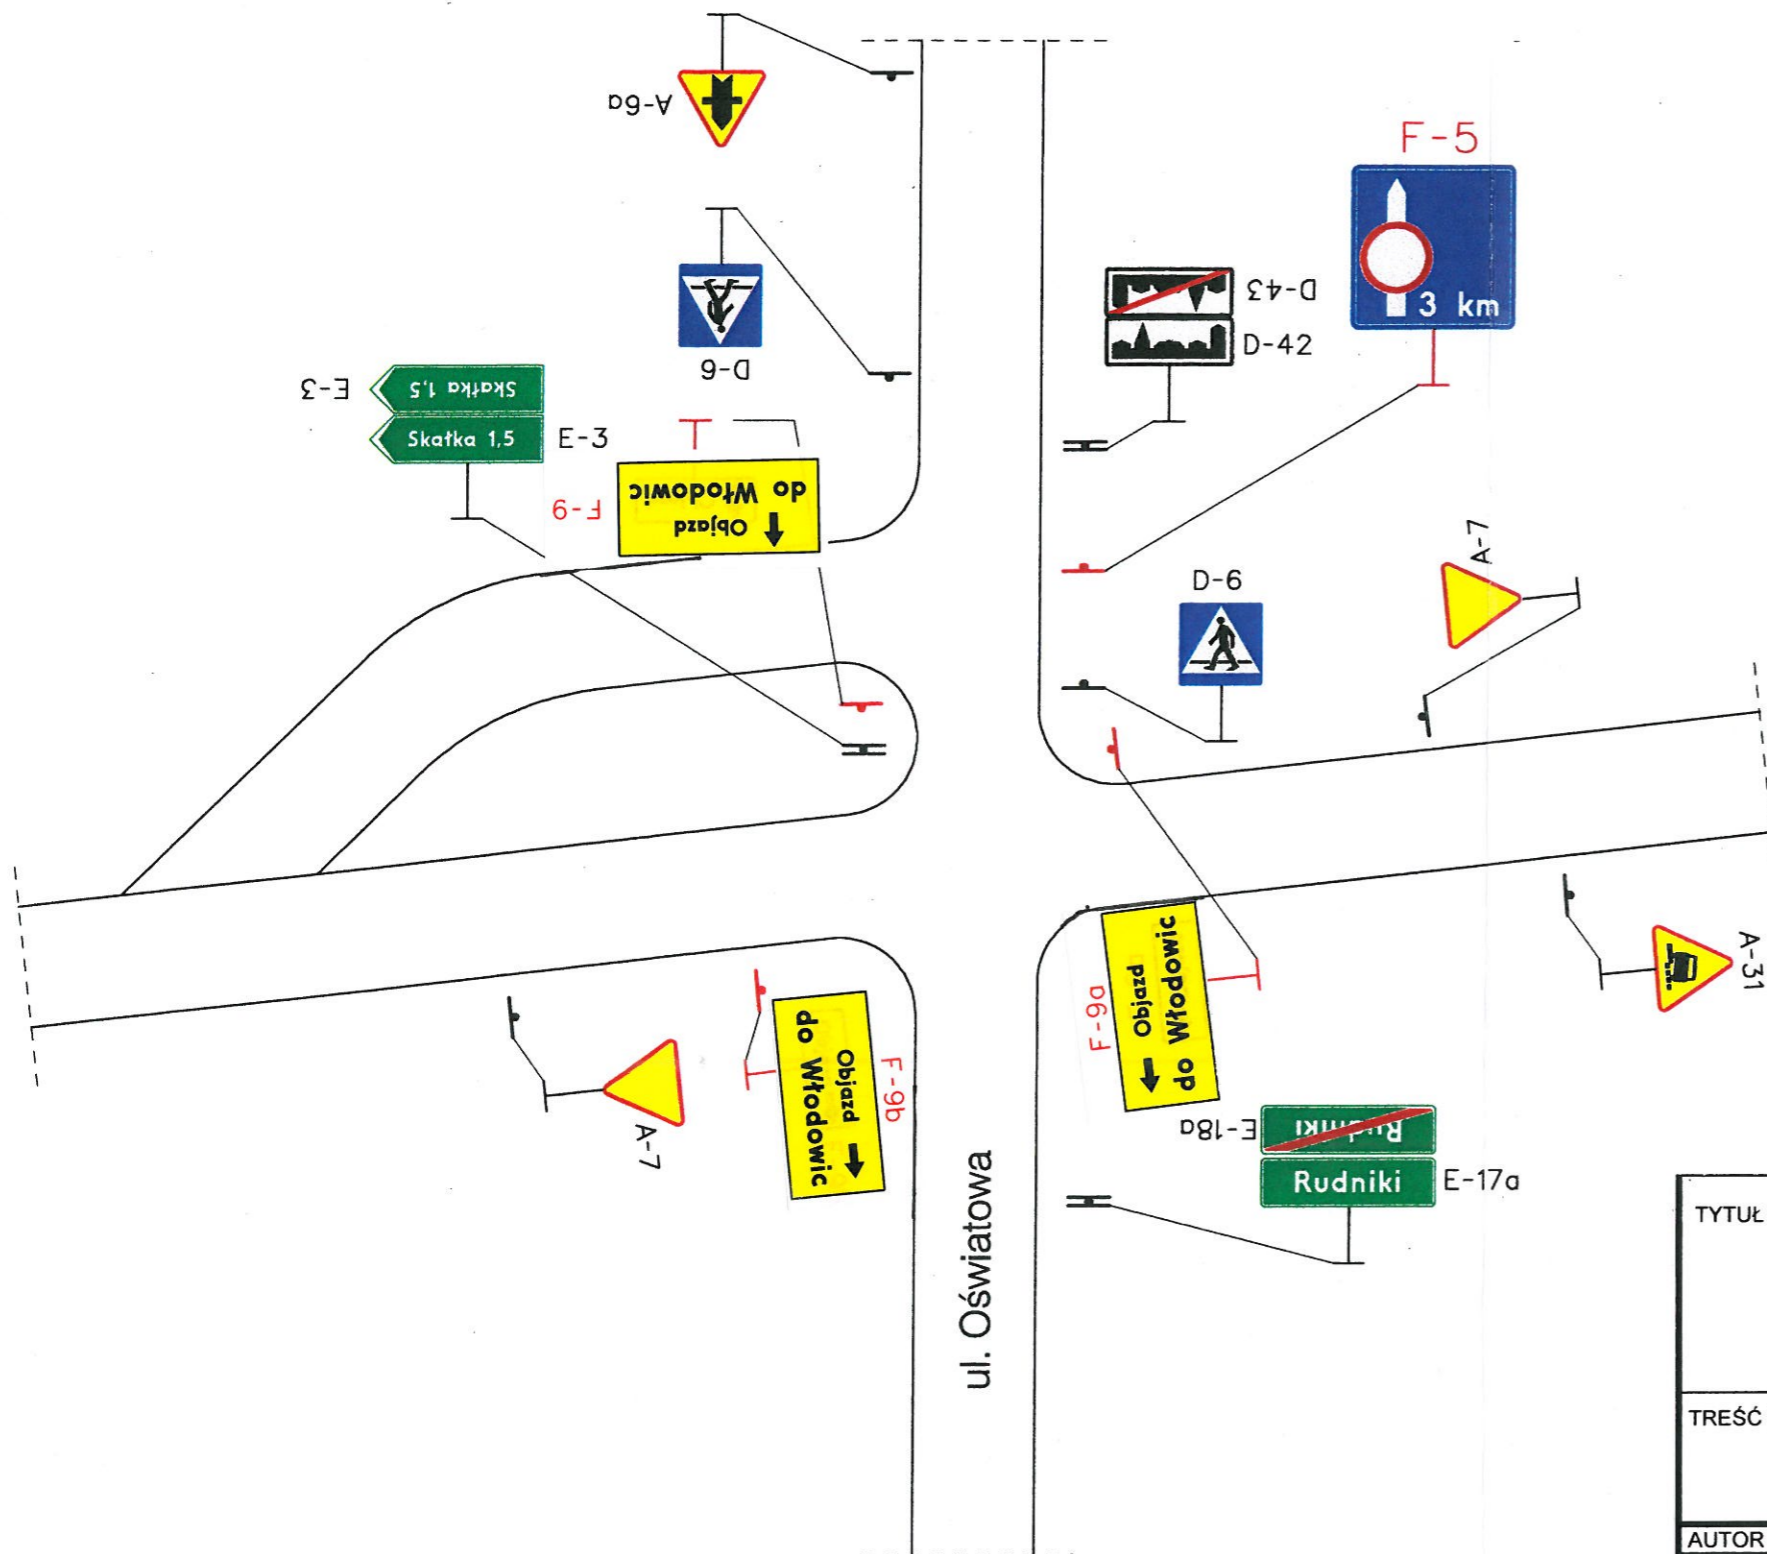 A-6a
F-5
3 km
D-43
D-42
D-6
E-3
Skałka 1,5
Skałka 1,5
E-3
F-9
Objazd
do Włodowic
A-7
D-6
A-31
F-9a
Objazd
do Włodowic
F-9b
Objazd
do Włodowic
A-7
E-18a
Rudniki
Rudniki
E-17a
ul. Oświatowa
TYTUŁ
TREŚĆ
AUTOR